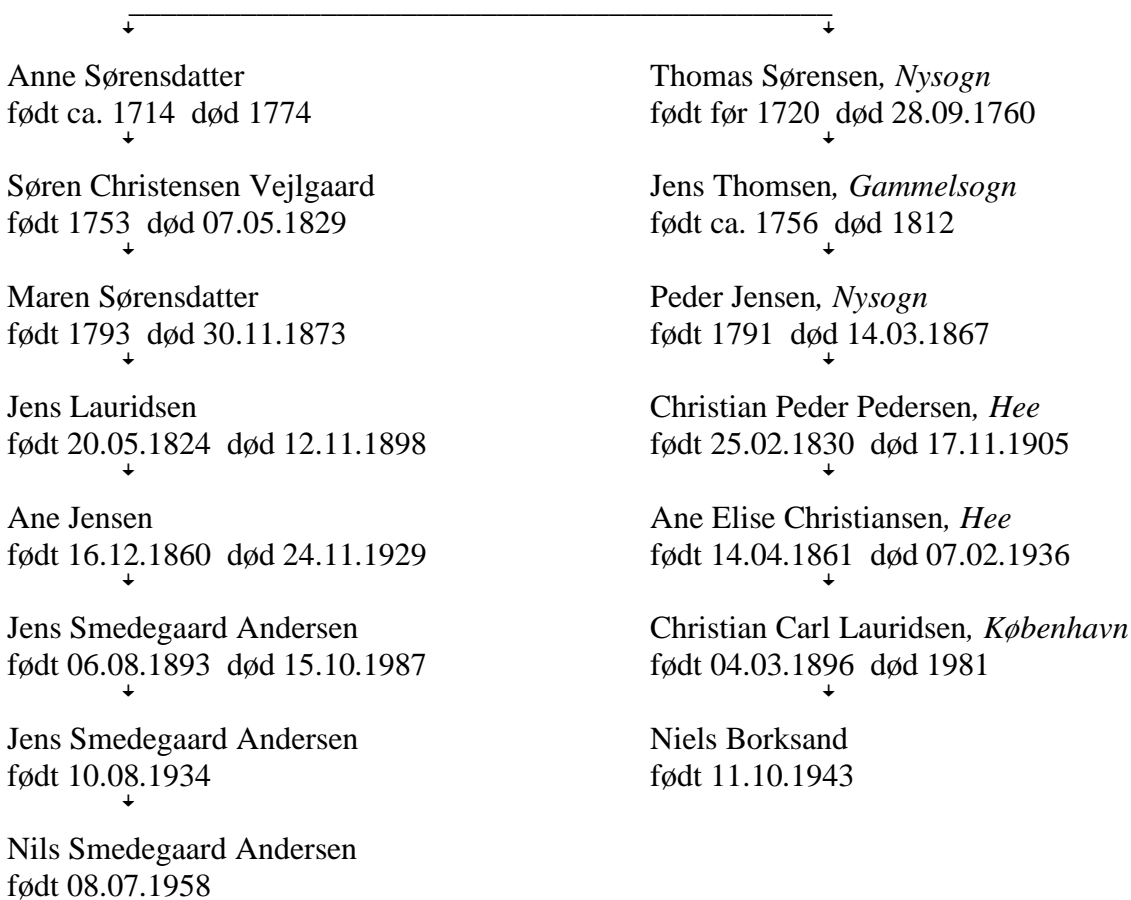 Anne Sørensdatter
født ca. 1714 død 1774
Søren Christensen Vejlgaard
født 1753 død 07.05.1829
Maren Sørensdatter
født 1793 død 30.11.1873
Jens Lauridsen
født 20.05.1824 død 12.11.1898
Ane Jensen
født 16.12.1860 død 24.11.1929
Jens Smedegaard Andersen
født 06.08.1893 død 15.10.1987
Jens Smedegaard Andersen
født 10.08.1934
Nils Smedegaard Andersen
født 08.07.1958
Thomas Sørensen, Nysogn
født før 1720 død 28.09.1760
Jens Thomsen, Gammelsogn
født ca. 1756 død 1812
Peder Jensen, Nysogn
født 1791 død 14.03.1867
Christian Peder Pedersen, Hee
født 25.02.1830 død 17.11.1905
Ane Elise Christiansen, Hee
født 14.04.1861 død 07.02.1936
Christian Carl Lauridsen, København
født 04.03.1896 død 1981
Niels Borksand
født 11.10.1943